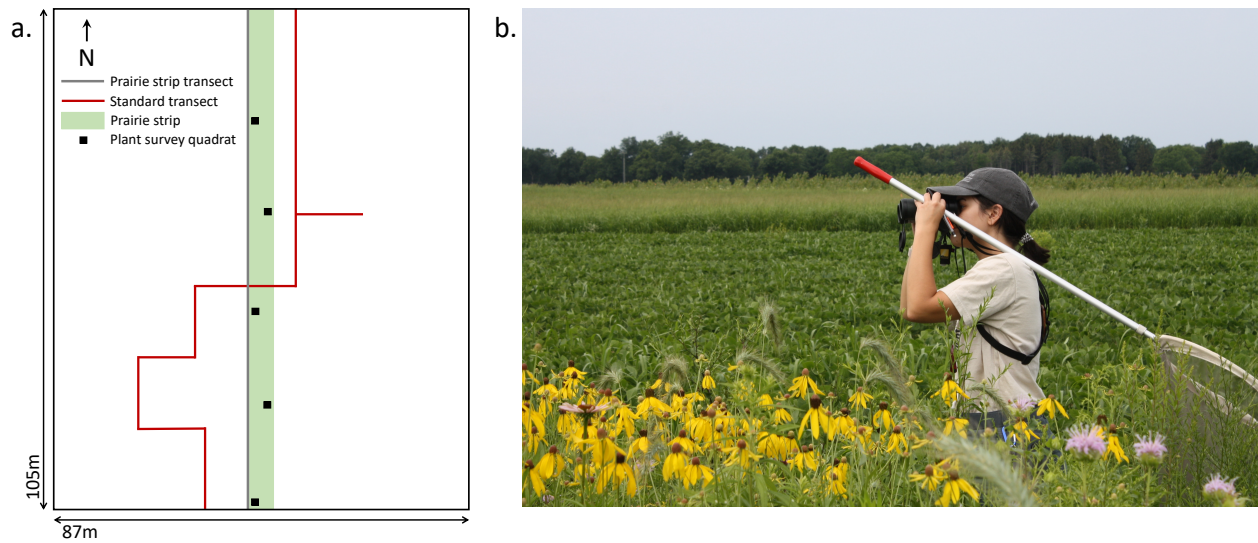 a.
N
Prairie strip transect
Standard transect
Prairie strip
Plant survey quadrat
105m
87m
b.